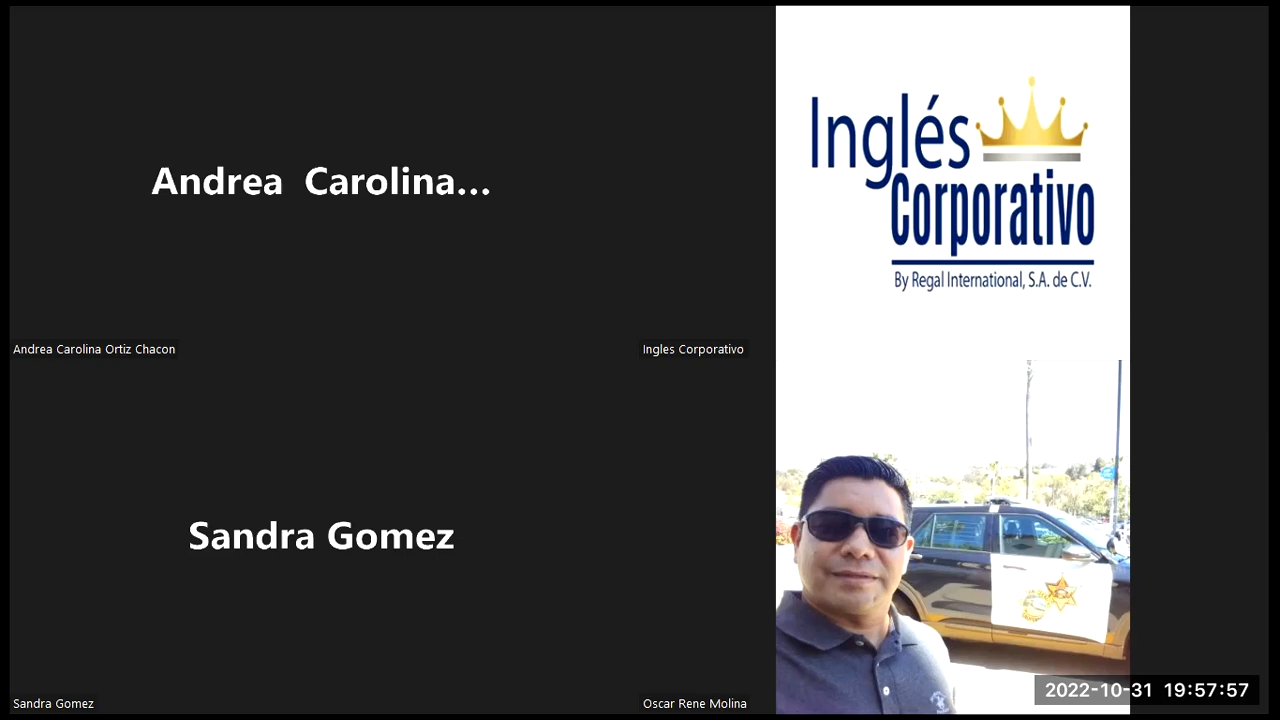 Andrea  Carolina...
Andrea Carolina Ortiz Chacon
Inglés
Corporativo
By Regal International, S.A. de C.V.
Ingles Corporativo
Sandra Gomez
Sandra Gomez
Oscar Rene Molina
2022-10-31 19:57:57